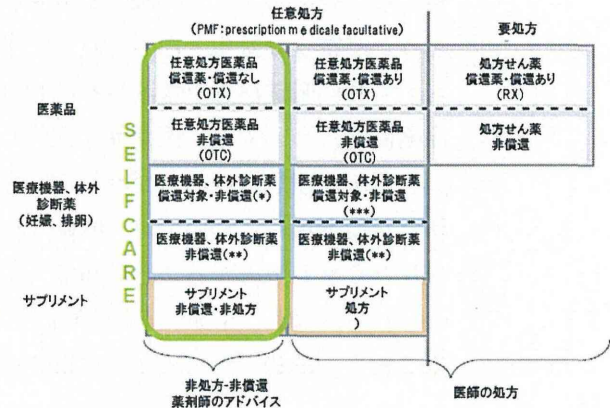 任意処方
(PMF:prescription médicale facultative)
要処方
医薬品
任意処方医薬品
償還薬・償還なし
(OTX)
任意処方医薬品
償還薬・償還あり
(OTX)
処方せん薬
償還薬・償還あり
(RX)
任意処方医薬品
非償還
(OTC)
任意処方医薬品
非償還
(OTC)
処方せん薬
非償還
SELFCARE
医療機器、体外
診断薬
(妊娠、排卵)
医療機器、体外診断薬
償還対象・非償還(*)
医療機器、体外診断薬
償還対象・非償還
(***)
医療機器、体外診断薬
非償還(**)
医療機器、体外診断薬
非償還(**)
サプリメント
サプリメント
非償還・非処方
サプリメント
処方
)
非処方-非償還
薬剤師のアドバイス
医師の処方